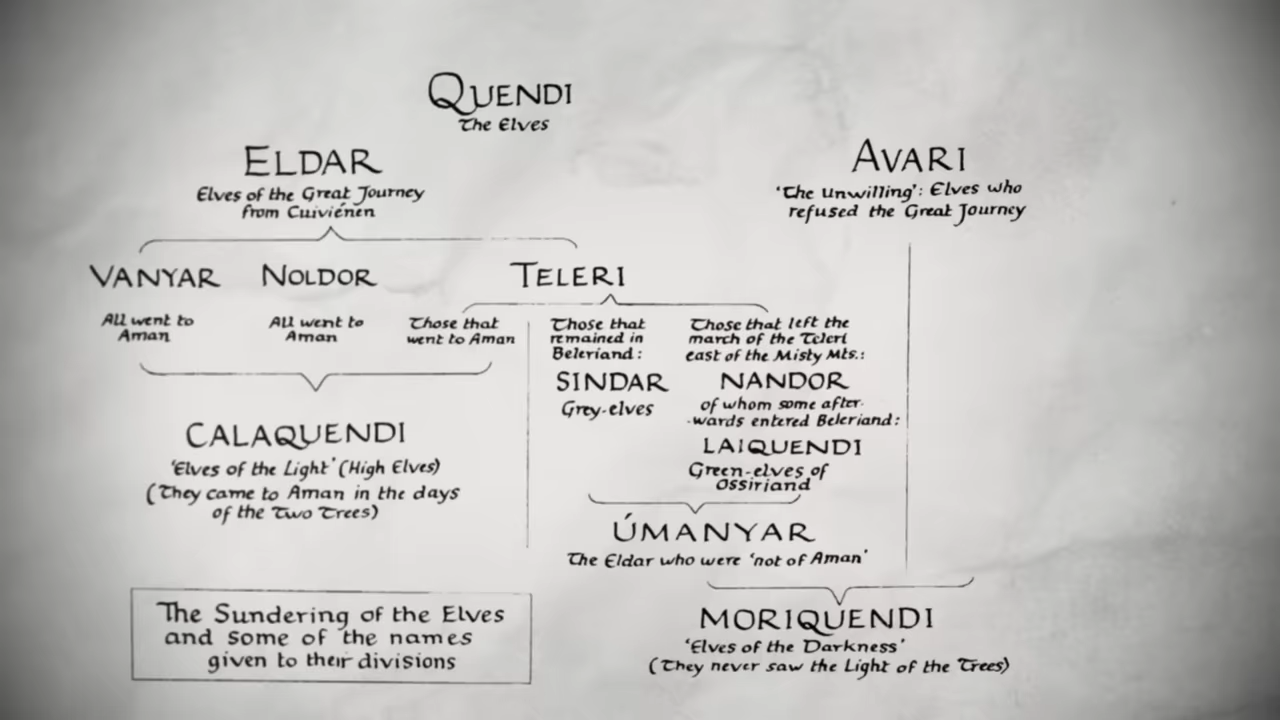 QUENDI
The Elves
ELDAR
Elves of the Great Journey
from Cuiviénen
AVARI
'The Unwilling': Elves who
refused the Great Journey
VANYAR
NOLDOR
TELERI
All went to
Aman
All went to
Aman
Those that
went to Aman
Those that
remained in
Beleriand:
SINDAR
Grey-elves
Those that left the
march of the Teleri
east of the Misty Mts.:
NANDOR
of whom some after-
-wards entered Beleriand:
LAIQUENDI
Green-elves of
Ossiriand
CALAQUENDI
'Elves of the Light' (High Elves)
(They came to Aman in the days
of the Two Trees)
ÚMANYAR
The Eldar who were 'not of Aman'
MORIQUENDI
'Elves of the Darkness'
(They never saw the Light of the Trees)
The Sundering of the Elves
and some of the names
given to their divisions